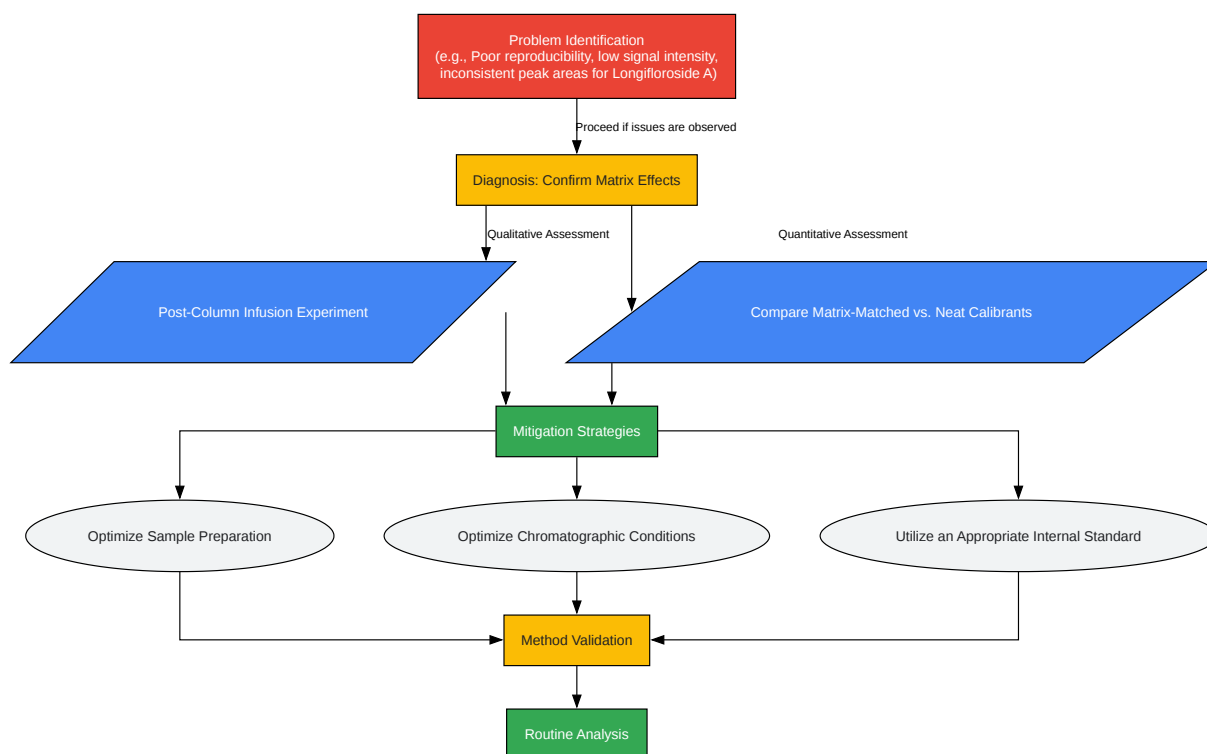 Problem Identification
(e.g., Poor reproducibility, low signal intensity,
inconsistent peak areas for Longifloroside A)
Proceed if issues are observed
Diagnosis: Confirm Matrix Effects
Qualitative Assessment
Quantitative Assessment
Post-Column Infusion Experiment
Compare Matrix-Matched vs. Neat Calibrants
Mitigation Strategies
Optimize Sample Preparation
Optimize Chromatographic Conditions
Utilize an Appropriate Internal Standard
Method Validation
Routine Analysis